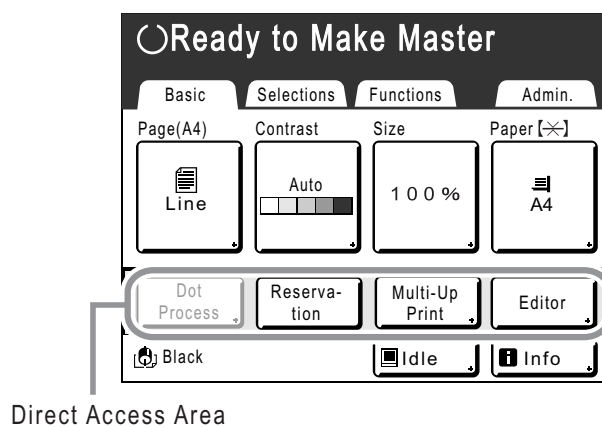 Ready to Make Master
Basic Selections Functions Admin.
Page(A4) Contrast Size Paper【※】
Line Auto 100% A4
Dot Process Reserva-tion Multi-Up Print Editor
Black Idle Info
Direct Access Area